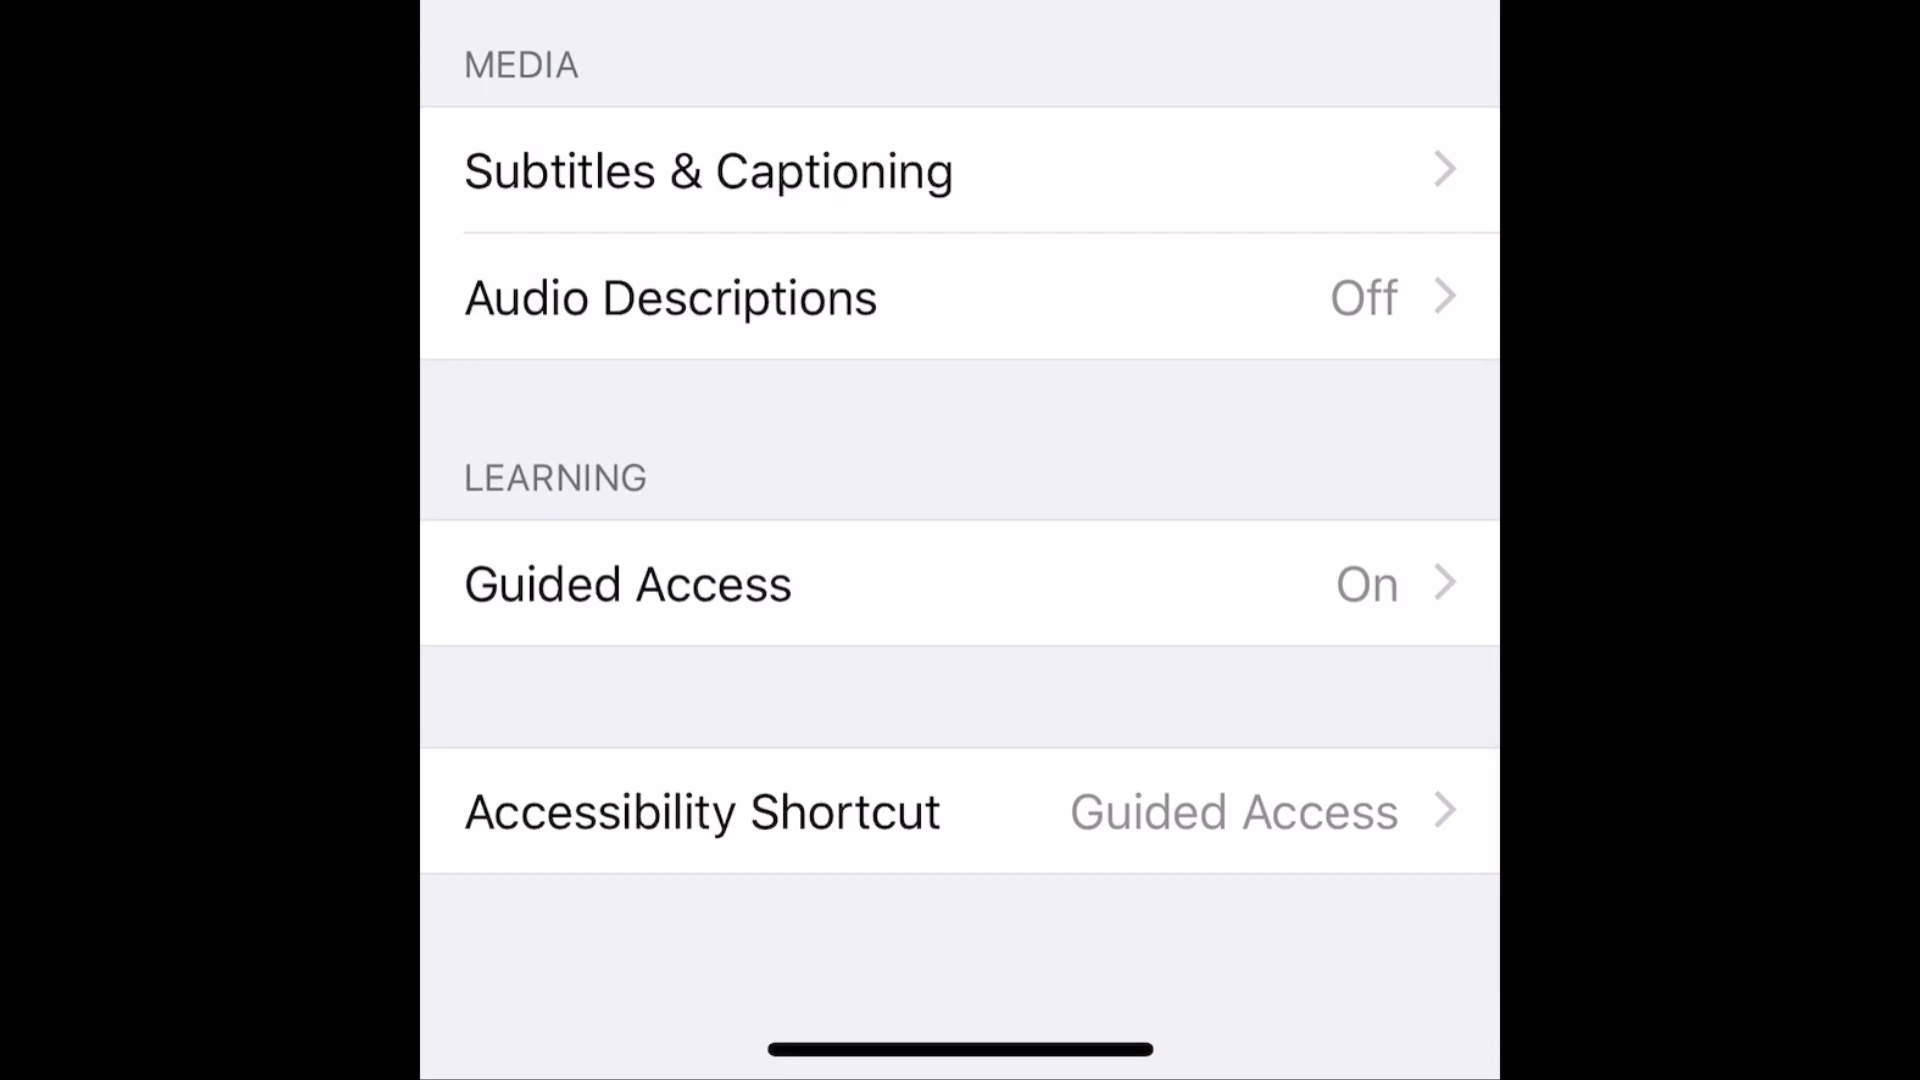 MEDIA
Subtitles & Captioning
Audio Descriptions Off
LEARNING
Guided Access On
Accessibility Shortcut Guided Access